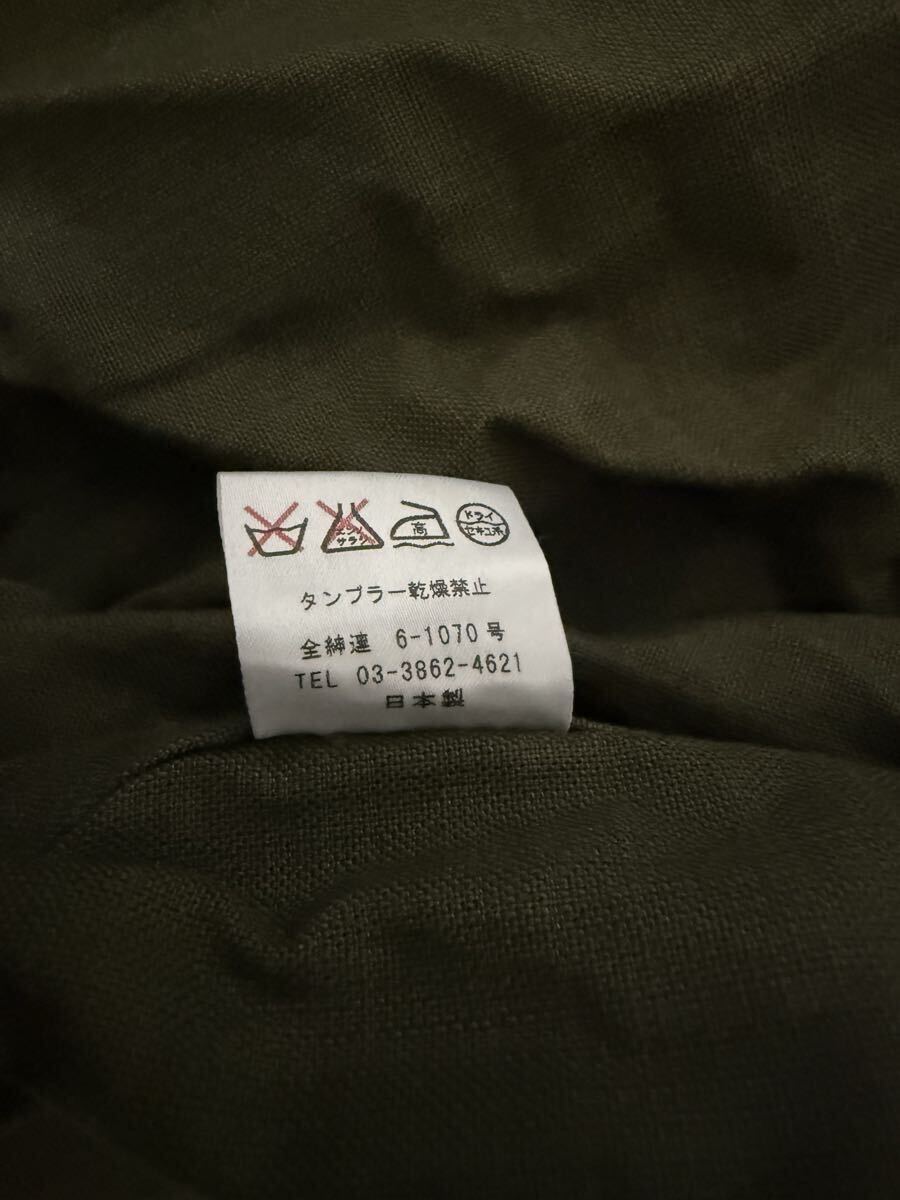 エンソ
サラシ
高
ドライ
セキユ系
タンブラー乾燥禁止
全紳連 6-1070号
TEL 03-3862-4621
日本製